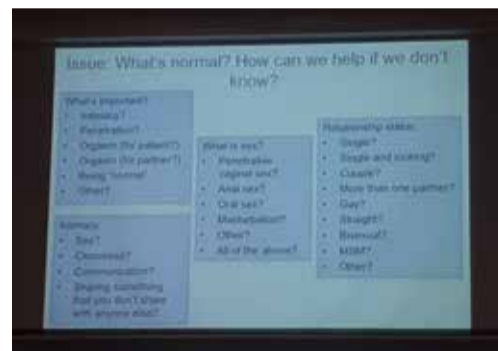 Issue: What's normal? How can we help if we don't
know?
What's important?
• Intimacy?
• Penetration?
• Orgasm (for patient?)
• Orgasm (for partner?)
• Being 'normal'
• Other?
Intimacy
• Sex?
• Closeness?
• Communication?
• Sharing something
that you don't share
with anyone else?
What is sex?
• Penetrative
vaginal sex?
• Anal sex?
• Oral sex?
• Masturbation?
• Other?
• All of the above?
Relationship status:
• Single?
• Single and looking?
• Couple?
• More than one partner?
• Gay?
• Straight?
• Bisexual?
• MSM?
• Other?